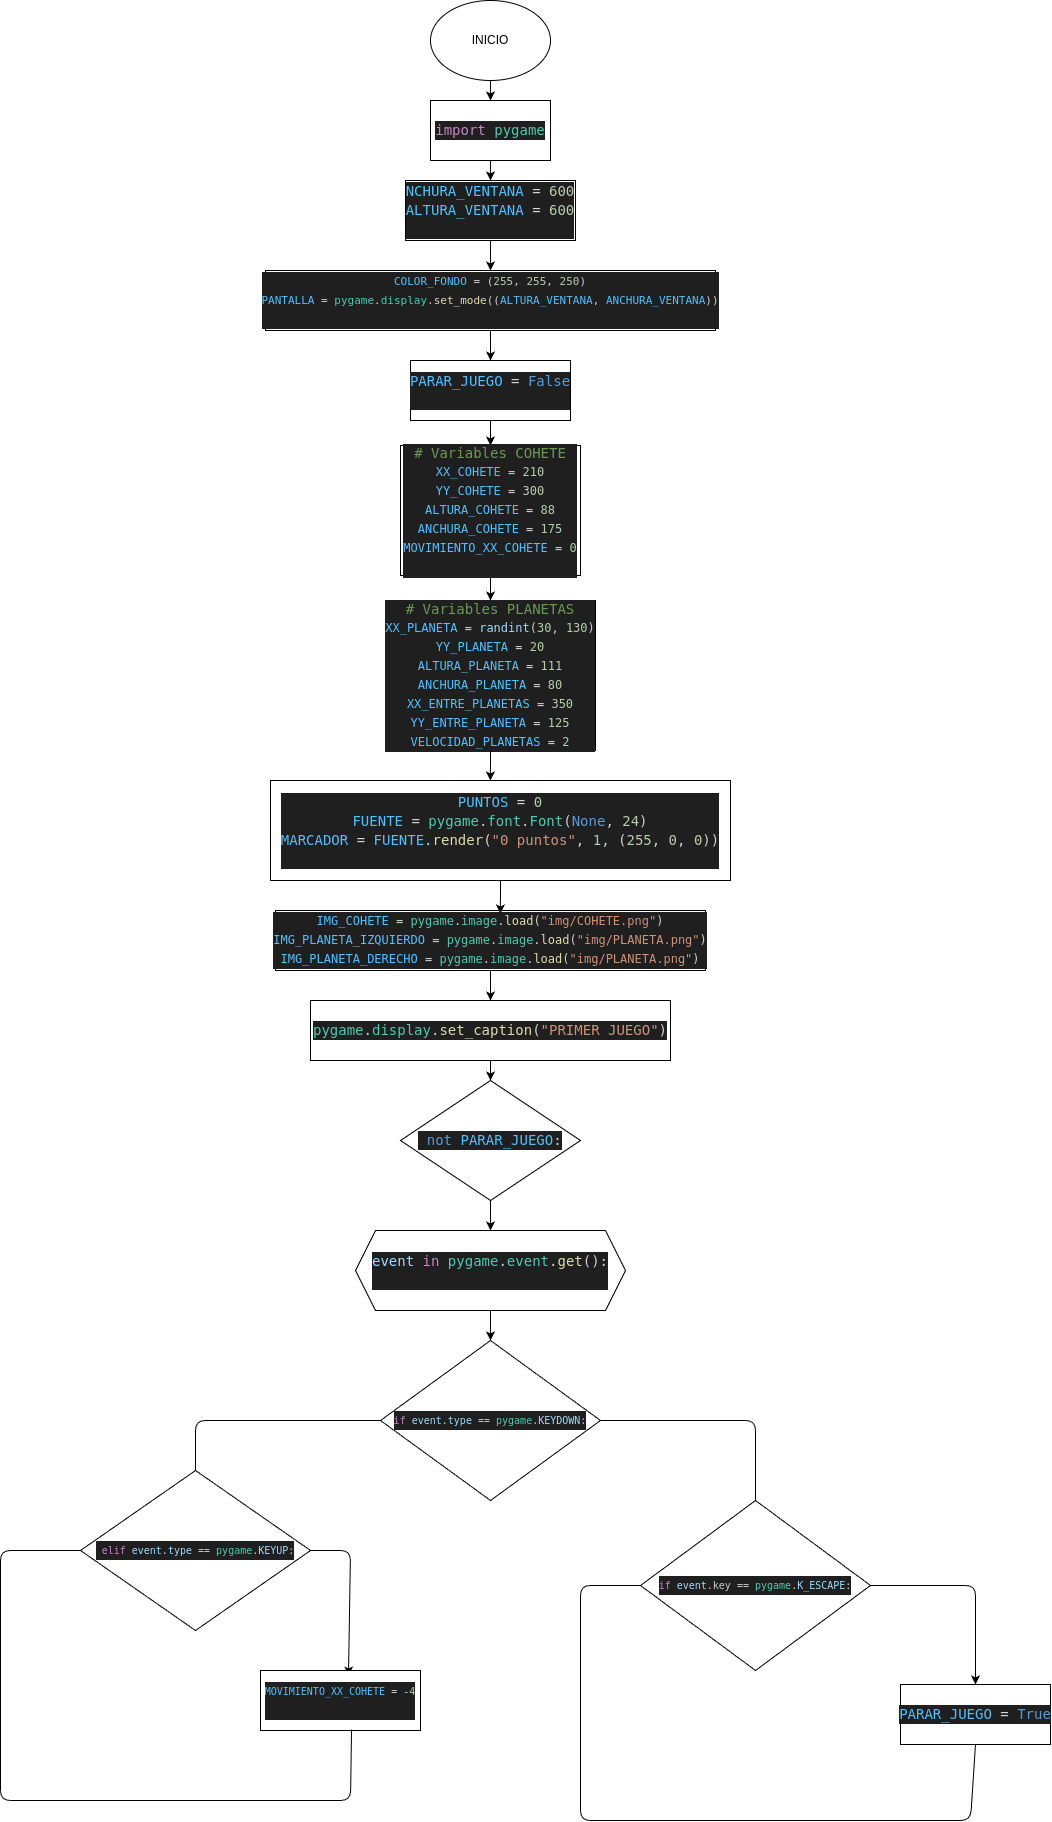 INICIO
import pygame
NCHURA_VENTANA = 600
ALTURA_VENTANA = 600
COLOR_FONDO = (255, 255, 250)
PANTALLA = pygame.display.set_mode((ALTURA_VENTANA, ANCHURA_VENTANA))
PARAR_JUEGO = False
# Variables COHETE
XX_COHETE = 210
YY_COHETE = 300
ALTURA_COHETE = 88
ANCHURA_COHETE = 175
MOVIMIENTO_XX_COHETE = 0
# Variables PLANETAS
XX_PLANETA = randint(30, 130)
YY_PLANETA = 20
ALTURA_PLANETA = 111
ANCHURA_PLANETA = 80
XX_ENTRE_PLANETAS = 350
YY_ENTRE_PLANETA = 125
VELOCIDAD_PLANETAS = 2
PUNTOS = 0
FUENTE = pygame.font.Font(None, 24)
MARCADOR = FUENTE.render("0 puntos", 1, (255, 0, 0))
IMG_COHETE = pygame.image.load("img/COHETE.png")
IMG_PLANETA_IZQUIERDO = pygame.image.load("img/PLANETA.png")
IMG_PLANETA_DERECHO = pygame.image.load("img/PLANETA.png")
pygame.display.set_caption("PRIMER JUEGO")
not PARAR_JUEGO:
event in pygame.event.get():
if event.type == pygame.KEYDOWN:
elif event.type == pygame.KEYUP:
if event.key == pygame.K_ESCAPE:
MOVIMIENTO_XX_COHETE = -4
PARAR_JUEGO = True